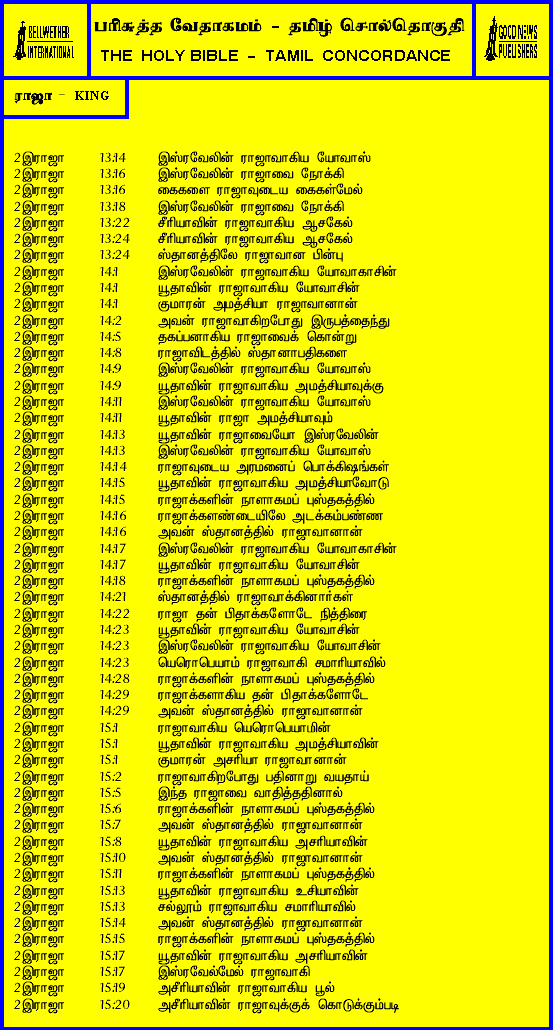 BELLWETHER
INTERNATIONAL
பரிசுத்த வேதாகமம் - தமிழ் சொல்தொகுதி
THE HOLY BIBLE - TAMIL CONCORDANCE
GOOD NEWS
PUBLISHERS
ராஜா - KING
2இராஜா 13:14 இஸ்ரவேலின் ராஜாவாகிய யோவாஸ்
2இராஜா 13:16 இஸ்ரவேலின் ராஜாவை நோக்கி
2இராஜா 13:16 கைகளை ராஜாவுடைய கைகள்மேல்
2இராஜா 13:18 இஸ்ரவேலின் ராஜாவை நோக்கி
2இராஜா 13:22 சீரியாவின் ராஜாவாகிய ஆசகேல்
2இராஜா 13:24 சீரியாவின் ராஜாவாகிய ஆசகேல்
2இராஜா 13:24 ஸ்தானத்திலே ராஜாவான பின்பு
2இராஜா 14:1 இஸ்ரவேலின் ராஜாவாகிய யோவாகாசின்
2இராஜா 14:1 யூதாவின் ராஜாவாகிய யோவாசின்
2இராஜா 14:1 குமாரன் அமத்சியா ராஜாவானான்
2இராஜா 14:2 அவன் ராஜாவாகிறபோது இருபத்தைந்து
2இராஜா 14:5 தகப்பனாகிய ராஜாவைக் கொன்று
2இராஜா 14:8 ராஜாவிடத்தில் ஸ்தானாபதிகளை
2இராஜா 14:9 இஸ்ரவேலின் ராஜாவாகிய யோவாஸ்
2இராஜா 14:9 யூதாவின் ராஜாவாகிய அமத்சியாவுக்கு
2இராஜா 14:11 இஸ்ரவேலின் ராஜாவாகிய யோவாஸ்
2இராஜா 14:11 யூதாவின் ராஜா அமத்சியாவும்
2இராஜா 14:13 யூதாவின் ராஜாவையோ இஸ்ரவேலின்
2இராஜா 14:13 இஸ்ரவேலின் ராஜாவாகிய யோவாஸ்
2இராஜா 14:14 ராஜாவுடைய அரமனைப் பொக்கிஷங்கள்
2இராஜா 14:15 யூதாவின் ராஜாவாகிய அமத்சியாவோடு
2இராஜா 14:15 ராஜாக்களின் நாளாகமப் புஸ்தகத்தில்
2இராஜா 14:16 ராஜாக்களண்டையிலே அடக்கம்பண்ண
2இராஜா 14:16 அவன் ஸ்தானத்தில் ராஜாவானான்
2இராஜா 14:17 இஸ்ரவேலின் ராஜாவாகிய யோவாகாசின்
2இராஜா 14:17 யூதாவின் ராஜாவாகிய யோவாசின்
2இராஜா 14:18 ராஜாக்களின் நாளாகமப் புஸ்தகத்தில்
2இராஜா 14:21 ஸ்தானத்தில் ராஜாவாக்கினார்கள்
2இராஜா 14:22 ராஜா தன் பிதாக்களோடே நித்திரை
2இராஜா 14:23 யூதாவின் ராஜாவாகிய யோவாசின்
2இராஜா 14:23 இஸ்ரவேலின் ராஜாவாகிய யோவாசின்
2இராஜா 14:23 யெரொபெயாம் ராஜாவாகி சமாரியாவில்
2இராஜா 14:28 ராஜாக்களின் நாளாகமப் புஸ்தகத்தில்
2இராஜா 14:29 ராஜாக்களாகிய தன் பிதாக்களோடே
2இராஜா 14:29 அவன் ஸ்தானத்தில் ராஜாவானான்
2இராஜா 15:1 ராஜாவாகிய யெரொபெயாமின்
2இராஜா 15:1 யூதாவின் ராஜாவாகிய அமத்சியாவின்
2இராஜா 15:1 குமாரன் அசரியா ராஜாவானான்
2இராஜா 15:2 ராஜாவாகிறபோது பதினாறு வயதாய்
2இராஜா 15:5 இந்த ராஜாவை வாதித்ததினால்
2இராஜா 15:6 ராஜாக்களின் நாளாகமப் புஸ்தகத்தில்
2இராஜா 15:7 அவன் ஸ்தானத்தில் ராஜாவானான்
2இராஜா 15:8 யூதாவின் ராஜாவாகிய அசரியாவின்
2இராஜா 15:10 அவன் ஸ்தானத்தில் ராஜாவானான்
2இராஜா 15:11 ராஜாக்களின் நாளாகமப் புஸ்தகத்தில்
2இராஜா 15:13 யூதாவின் ராஜாவாகிய உசியாவின்
2இராஜா 15:13 சல்லூம் ராஜாவாகிய சமாரியாவில்
2இராஜா 15:14 அவன் ஸ்தானத்தில் ராஜாவானான்
2இராஜா 15:15 ராஜாக்களின் நாளாகமப் புஸ்தகத்தில்
2இராஜா 15:17 யூதாவின் ராஜாவாகிய அசரியாவின்
2இராஜா 15:17 இஸ்ரவேல்மேல் ராஜாவாகி
2இராஜா 15:19 அசீரியாவின் ராஜாவாகிய பூல்
2இராஜா 15:20 அசீரியாவின் ராஜாவுக்குக் கொடுக்கும்படி